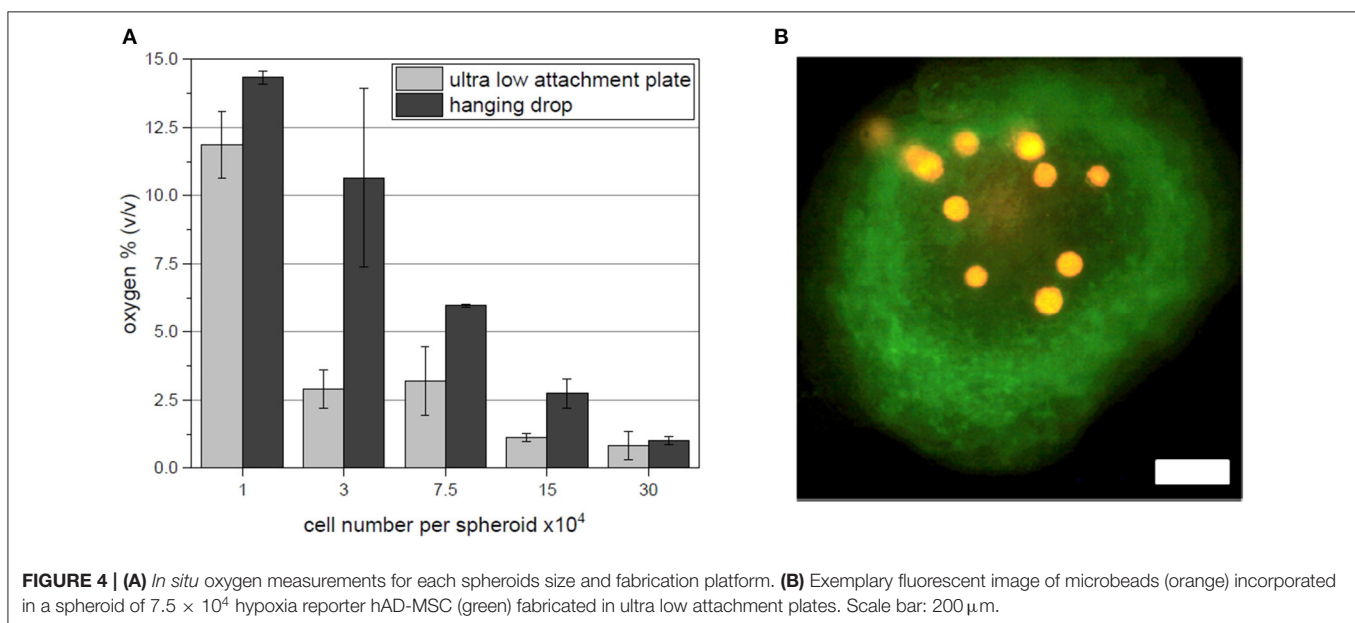 A
B
15.0
12.5
10.0
7.5
5.0
2.5
0.0
oxygen % (v/v)
ultra low attachment plate
hanging drop
1 3 7.5 15 30
cell number per spheroid x10⁴
FIGURE 4 | (A) In situ oxygen measurements for each spheroids size and fabrication platform. (B) Exemplary fluorescent image of microbeads (orange) incorporated
in a spheroid of 7.5 × 10⁴ hypoxia reporter hAD-MSC (green) fabricated in ultra low attachment plates. Scale bar: 200 μm.